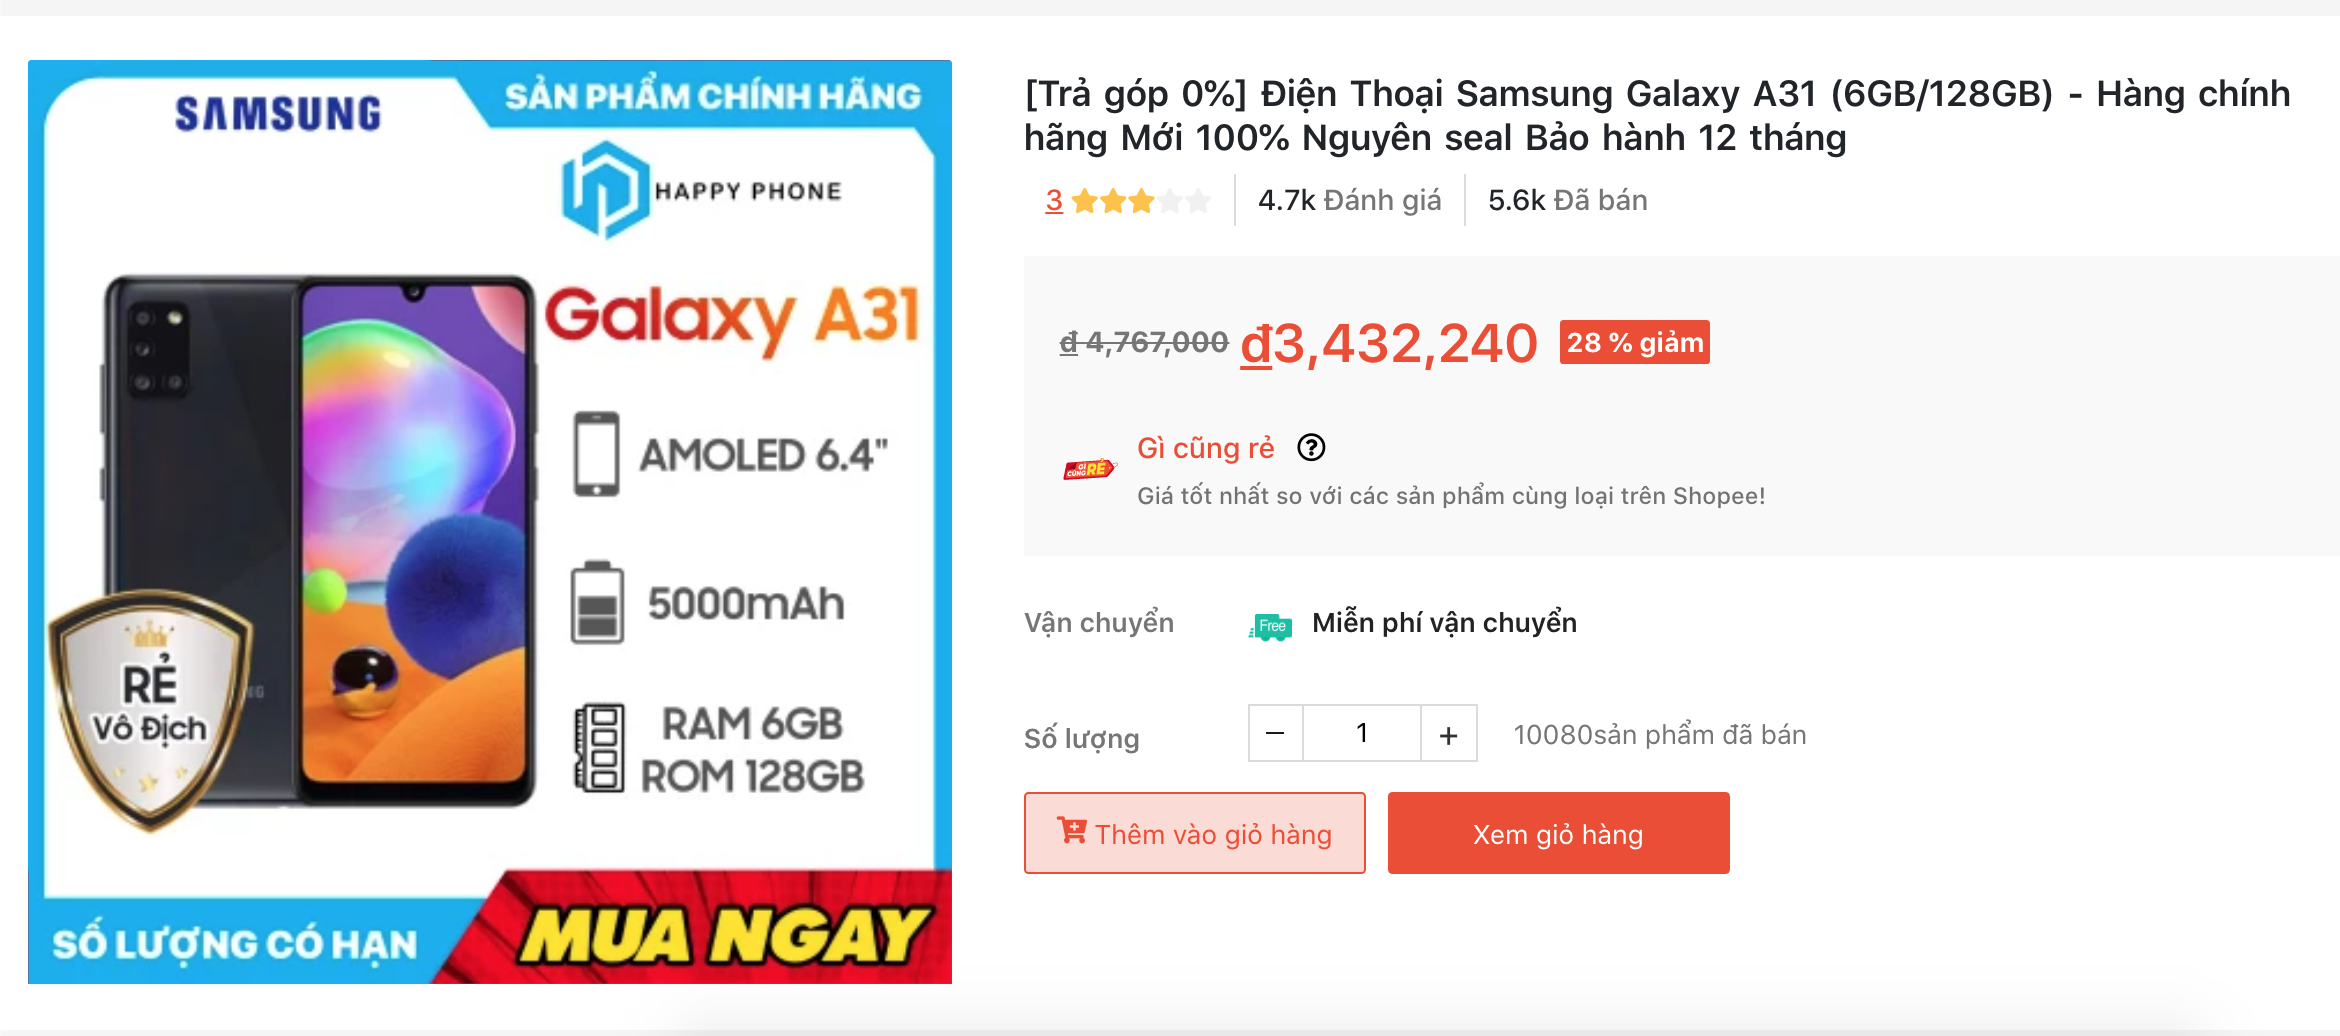 SAMSUNG
SẢN PHẨM CHÍNH HÃNG
HAPPY PHONE
Galaxy A31
AMOLED 6.4"
5000mAh
RAM 6GB
ROM 128GB
RẺ
Vô Địch
SỐ LƯỢNG CÓ HẠN
MUA NGAY
[Trả góp 0%] Điện Thoại Samsung Galaxy A31 (6GB/128GB) - Hàng chính
hãng Mới 100% Nguyên seal Bảo hành 12 tháng
3 4.7k Đánh giá 5.6k Đã bán
₫ 4,767,000 ₫3,432,240 28 % giảm
GÌ CŨNG RẺ
Gì cũng rẻ ?
Giá tốt nhất so với các sản phẩm cùng loại trên Shopee!
Vận chuyển Free Miễn phí vận chuyển
Số lượng − 1 + 10080sản phẩm đã bán
Thêm vào giỏ hàng Xem giỏ hàng